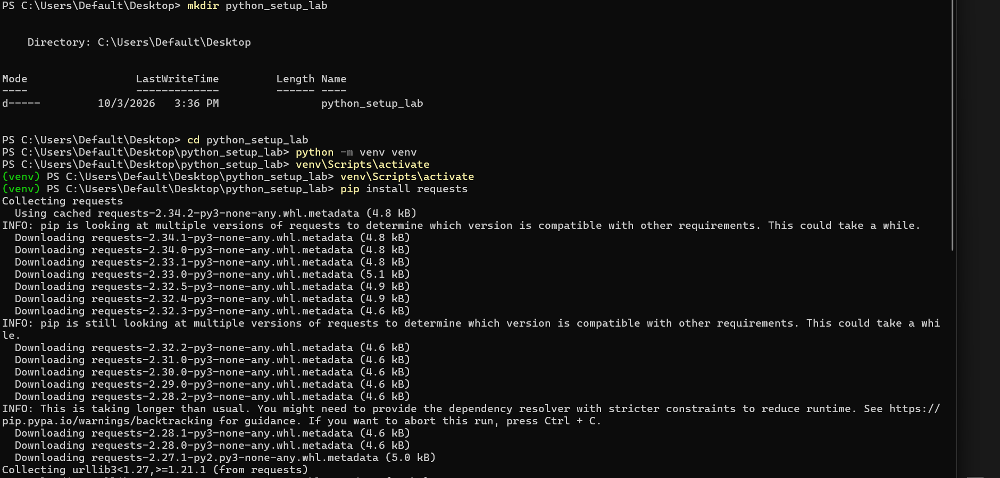 PS C:\Users\Default\Desktop> mkdir python_setup_lab
    Directory: C:\Users\Default\Desktop
Mode                 LastWriteTime         Length Name
----                 -------------         ------ ----
d-----         10/3/2026   3:36 PM                python_setup_lab
PS C:\Users\Default\Desktop> cd python_setup_lab
PS C:\Users\Default\Desktop\python_setup_lab> python -m venv venv
PS C:\Users\Default\Desktop\python_setup_lab> venv\Scripts\activate
(venv) PS C:\Users\Default\Desktop\python_setup_lab> venv\Scripts\activate
(venv) PS C:\Users\Default\Desktop\python_setup_lab> pip install requests
Collecting requests
  Using cached requests-2.34.2-py3-none-any.whl.metadata (4.8 kB)
INFO: pip is looking at multiple versions of requests to determine which version is compatible with other requirements. This could take a while.
  Downloading requests-2.34.1-py3-none-any.whl.metadata (4.8 kB)
  Downloading requests-2.34.0-py3-none-any.whl.metadata (4.8 kB)
  Downloading requests-2.33.1-py3-none-any.whl.metadata (4.8 kB)
  Downloading requests-2.33.0-py3-none-any.whl.metadata (5.1 kB)
  Downloading requests-2.32.5-py3-none-any.whl.metadata (4.9 kB)
  Downloading requests-2.32.4-py3-none-any.whl.metadata (4.9 kB)
  Downloading requests-2.32.3-py3-none-any.whl.metadata (4.6 kB)
INFO: pip is still looking at multiple versions of requests to determine which version is compatible with other requirements. This could take a whi
le.
  Downloading requests-2.32.2-py3-none-any.whl.metadata (4.6 kB)
  Downloading requests-2.31.0-py3-none-any.whl.metadata (4.6 kB)
  Downloading requests-2.30.0-py3-none-any.whl.metadata (4.6 kB)
  Downloading requests-2.29.0-py3-none-any.whl.metadata (4.6 kB)
  Downloading requests-2.28.2-py3-none-any.whl.metadata (4.6 kB)
INFO: This is taking longer than usual. You might need to provide the dependency resolver with stricter constraints to reduce runtime. See https://
pip.pypa.io/warnings/backtracking for guidance. If you want to abort this run, press Ctrl + C.
  Downloading requests-2.28.1-py3-none-any.whl.metadata (4.6 kB)
  Downloading requests-2.28.0-py3-none-any.whl.metadata (4.6 kB)
  Downloading requests-2.27.1-py2.py3-none-any.whl.metadata (5.0 kB)
Collecting urllib3<1.27,>=1.21.1 (from requests)